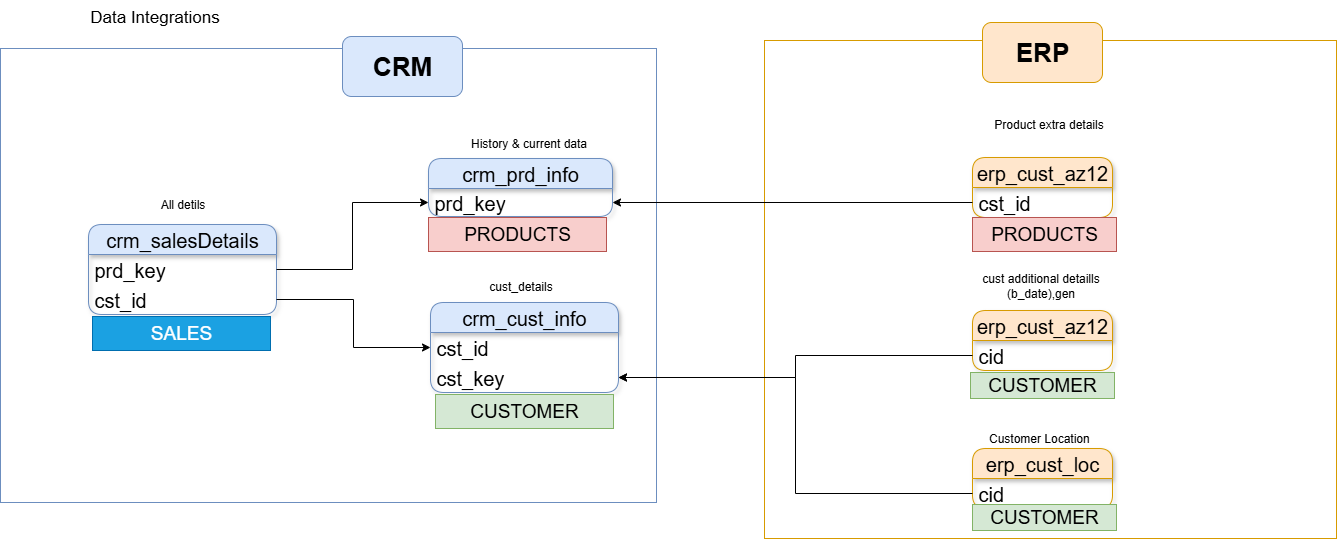 Data Integrations
CRM
All detils
crm_salesDetails
prd_key
cst_id
SALES
History & current data
crm_prd_info
prd_key
PRODUCTS
cust_details
crm_cust_info
cst_id
cst_key
CUSTOMER
ERP
Product extra details
erp_cust_az12
cst_id
PRODUCTS
cust additional detaills
(b_date),gen
erp_cust_az12
cid
CUSTOMER
Customer Location
erp_cust_loc
cid
CUSTOMER